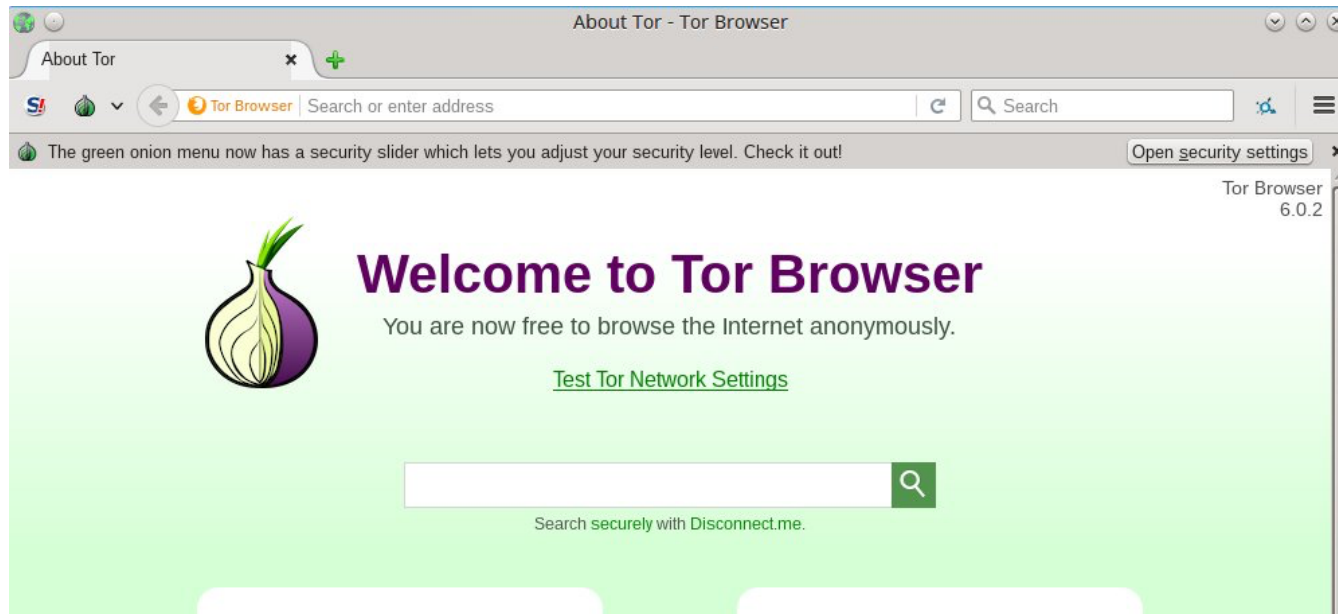 About Tor - Tor Browser
About Tor
S!
Tor Browser
Search or enter address
Search
The green onion menu now has a security slider which lets you adjust your security level. Check it out!
Open security settings
Tor Browser
6.0.2
Welcome to Tor Browser
You are now free to browse the Internet anonymously.
Test Tor Network Settings
Search securely with Disconnect.me.